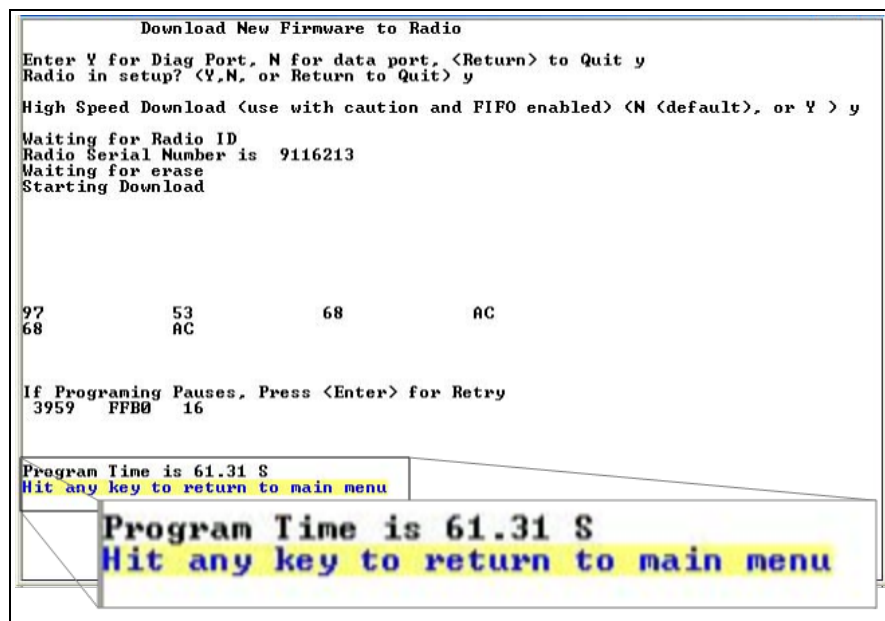 Download New Firmware to Radio
Enter Y for Diag Port, N for data port, <Return> to Quit y
Radio in setup? (Y,N, or Return to Quit) y
High Speed Download (use with caution and FIFO enabled) (N (default), or Y ) y
Waiting for Radio ID
Radio Serial Number is 9116213
Waiting for erase
Starting Download
97 53 68 AC
68 AC
If Programing Pauses, Press <Enter> for Retry
3959 FFB0 16
Program Time is 61.31 S
Hit any key to return to main menu
Program Time is 61.31 S
Hit any key to return to main menu